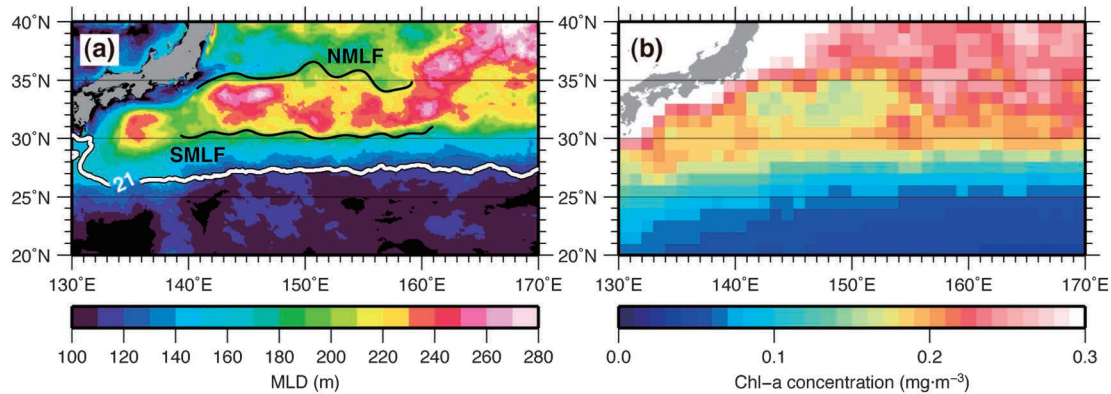 (a)
NMLF
SMLF
21
40°N
35°N
30°N
25°N
20°N
130°E 140°E 150°E 160°E 170°E
100 120 140 160 180 200 220 240 260 280
MLD (m)
(b)
40°N
35°N
30°N
25°N
20°N
130°E 140°E 150°E 160°E 170°E
0.0 0.1 0.2 0.3
Chl−a concentration (mg·m⁻³)